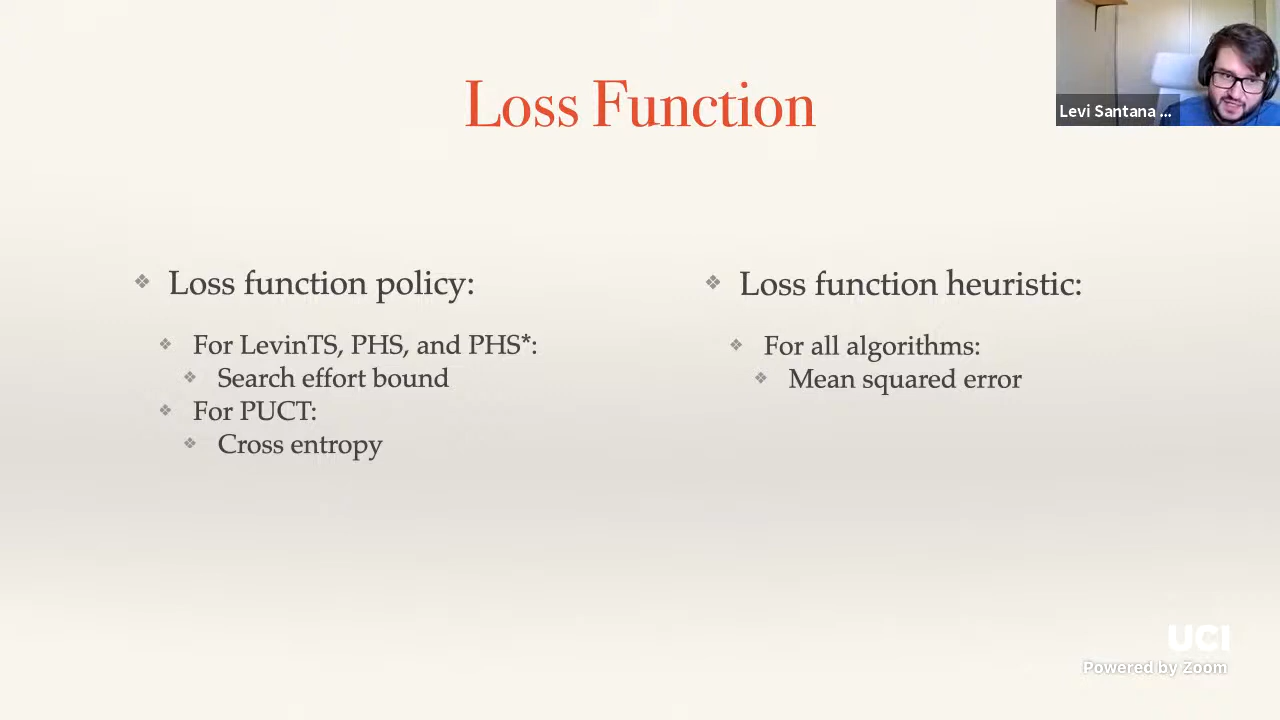 Loss Function
Levi Santana ...
Loss function policy:
For LevinTS, PHS, and PHS*:
Search effort bound
For PUCT:
Cross entropy
Loss function heuristic:
For all algorithms:
Mean squared error
UCI
Powered by Zoom